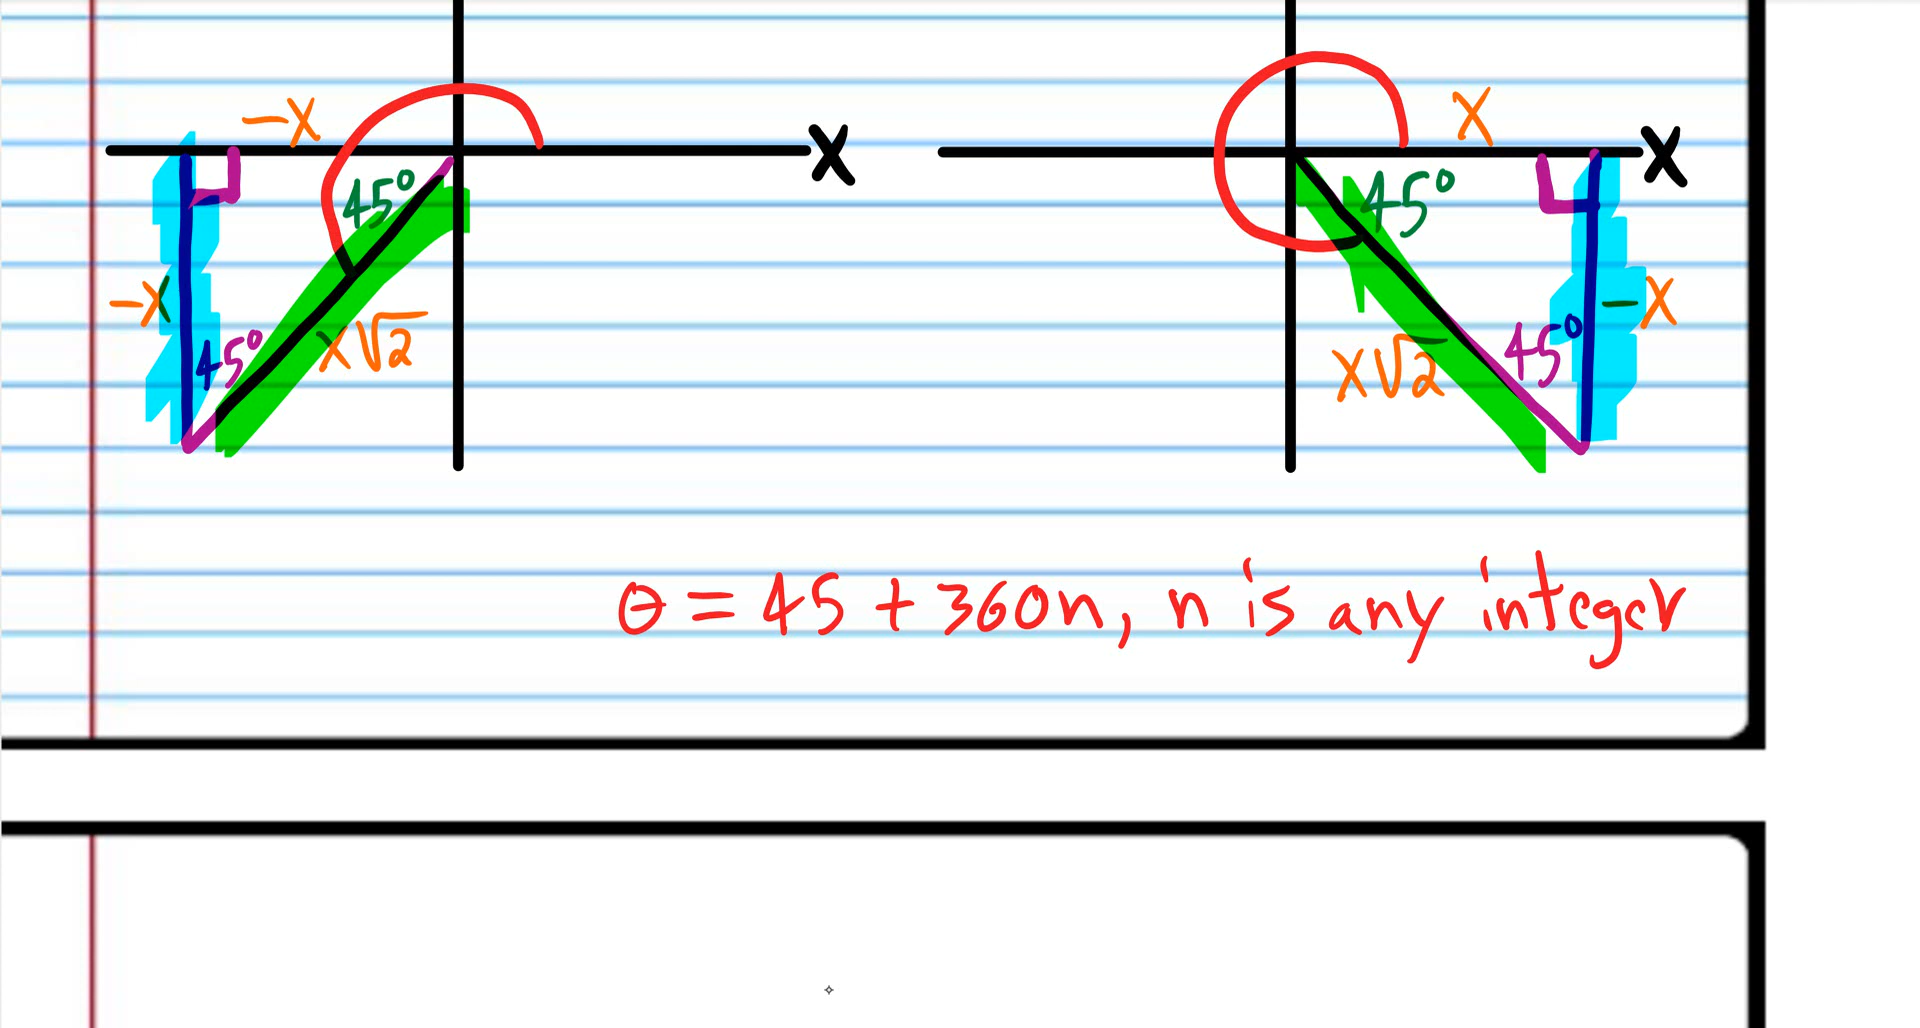 -x
x
X
X
45°
45°
-x
-x
45°
x√2
x√2
45°
θ = 45 + 360n, n is any integer